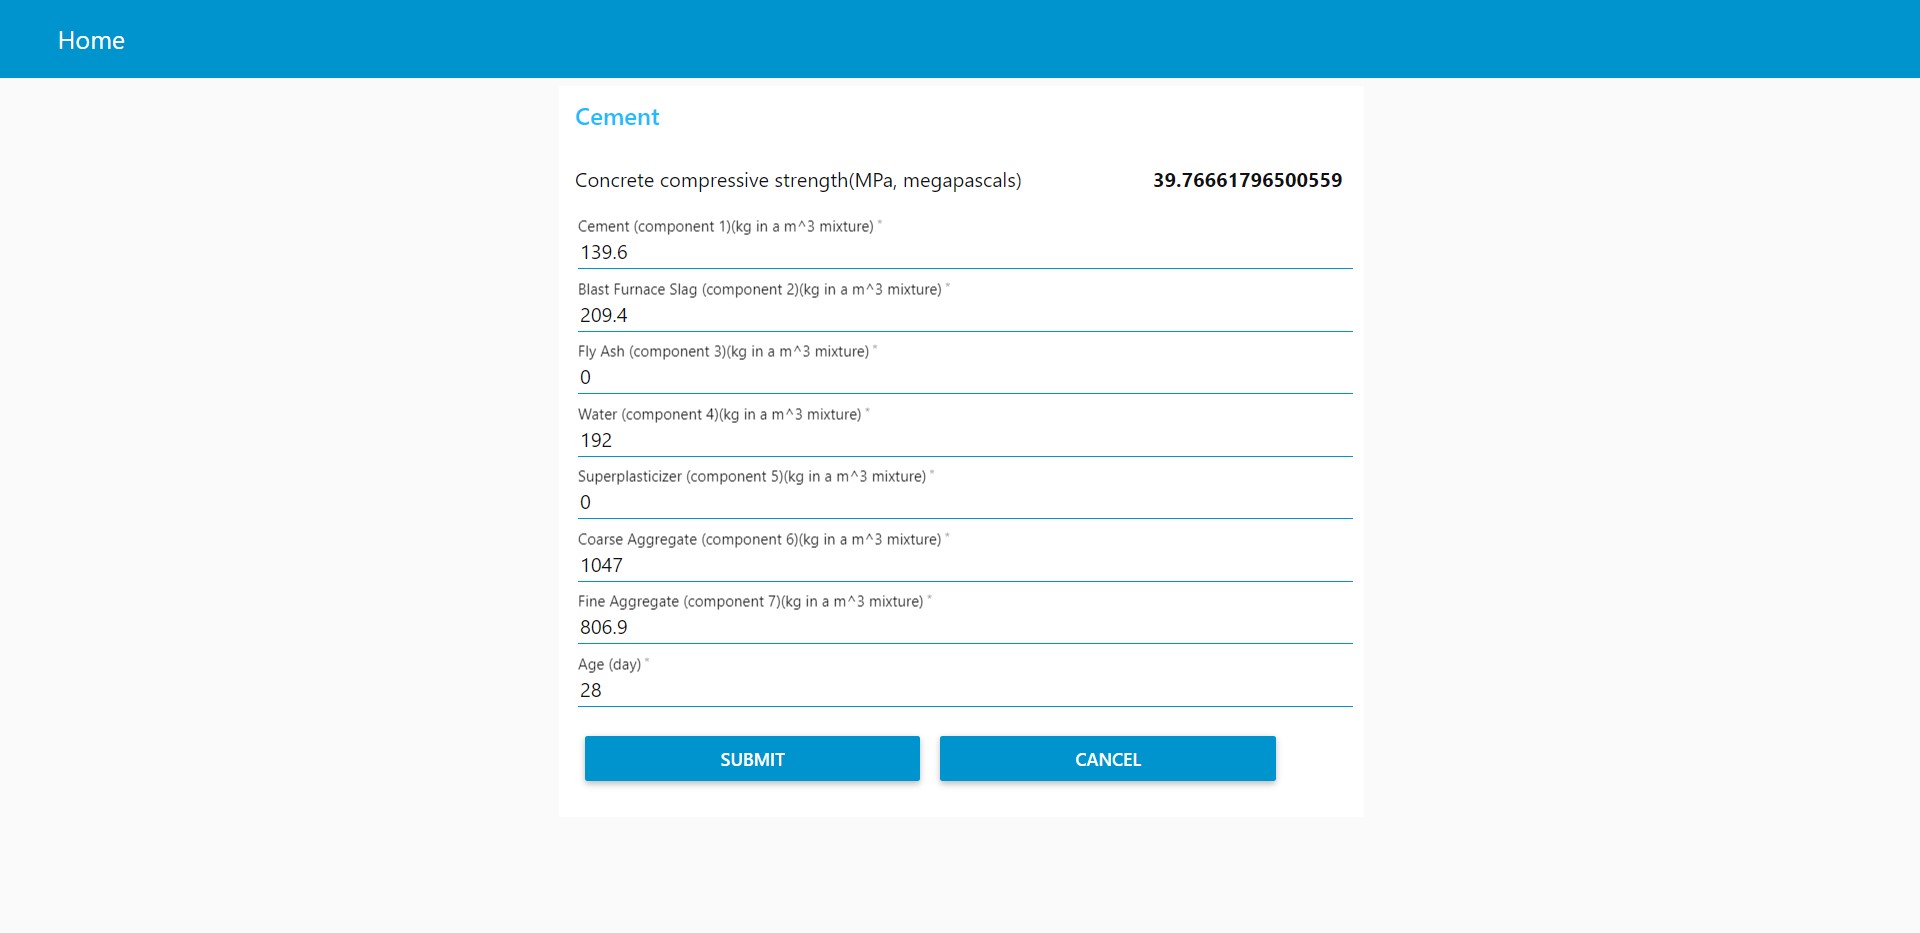 Home
Cement
Concrete compressive strength(MPa, megapascals) 39.76661796500559
Cement (component 1)(kg in a m^3 mixture) *
139.6
Blast Furnace Slag (component 2)(kg in a m^3 mixture) *
209.4
Fly Ash (component 3)(kg in a m^3 mixture) *
0
Water (component 4)(kg in a m^3 mixture) *
192
Superplasticizer (component 5)(kg in a m^3 mixture) *
0
Coarse Aggregate (component 6)(kg in a m^3 mixture) *
1047
Fine Aggregate (component 7)(kg in a m^3 mixture) *
806.9
Age (day) *
28
SUBMIT CANCEL